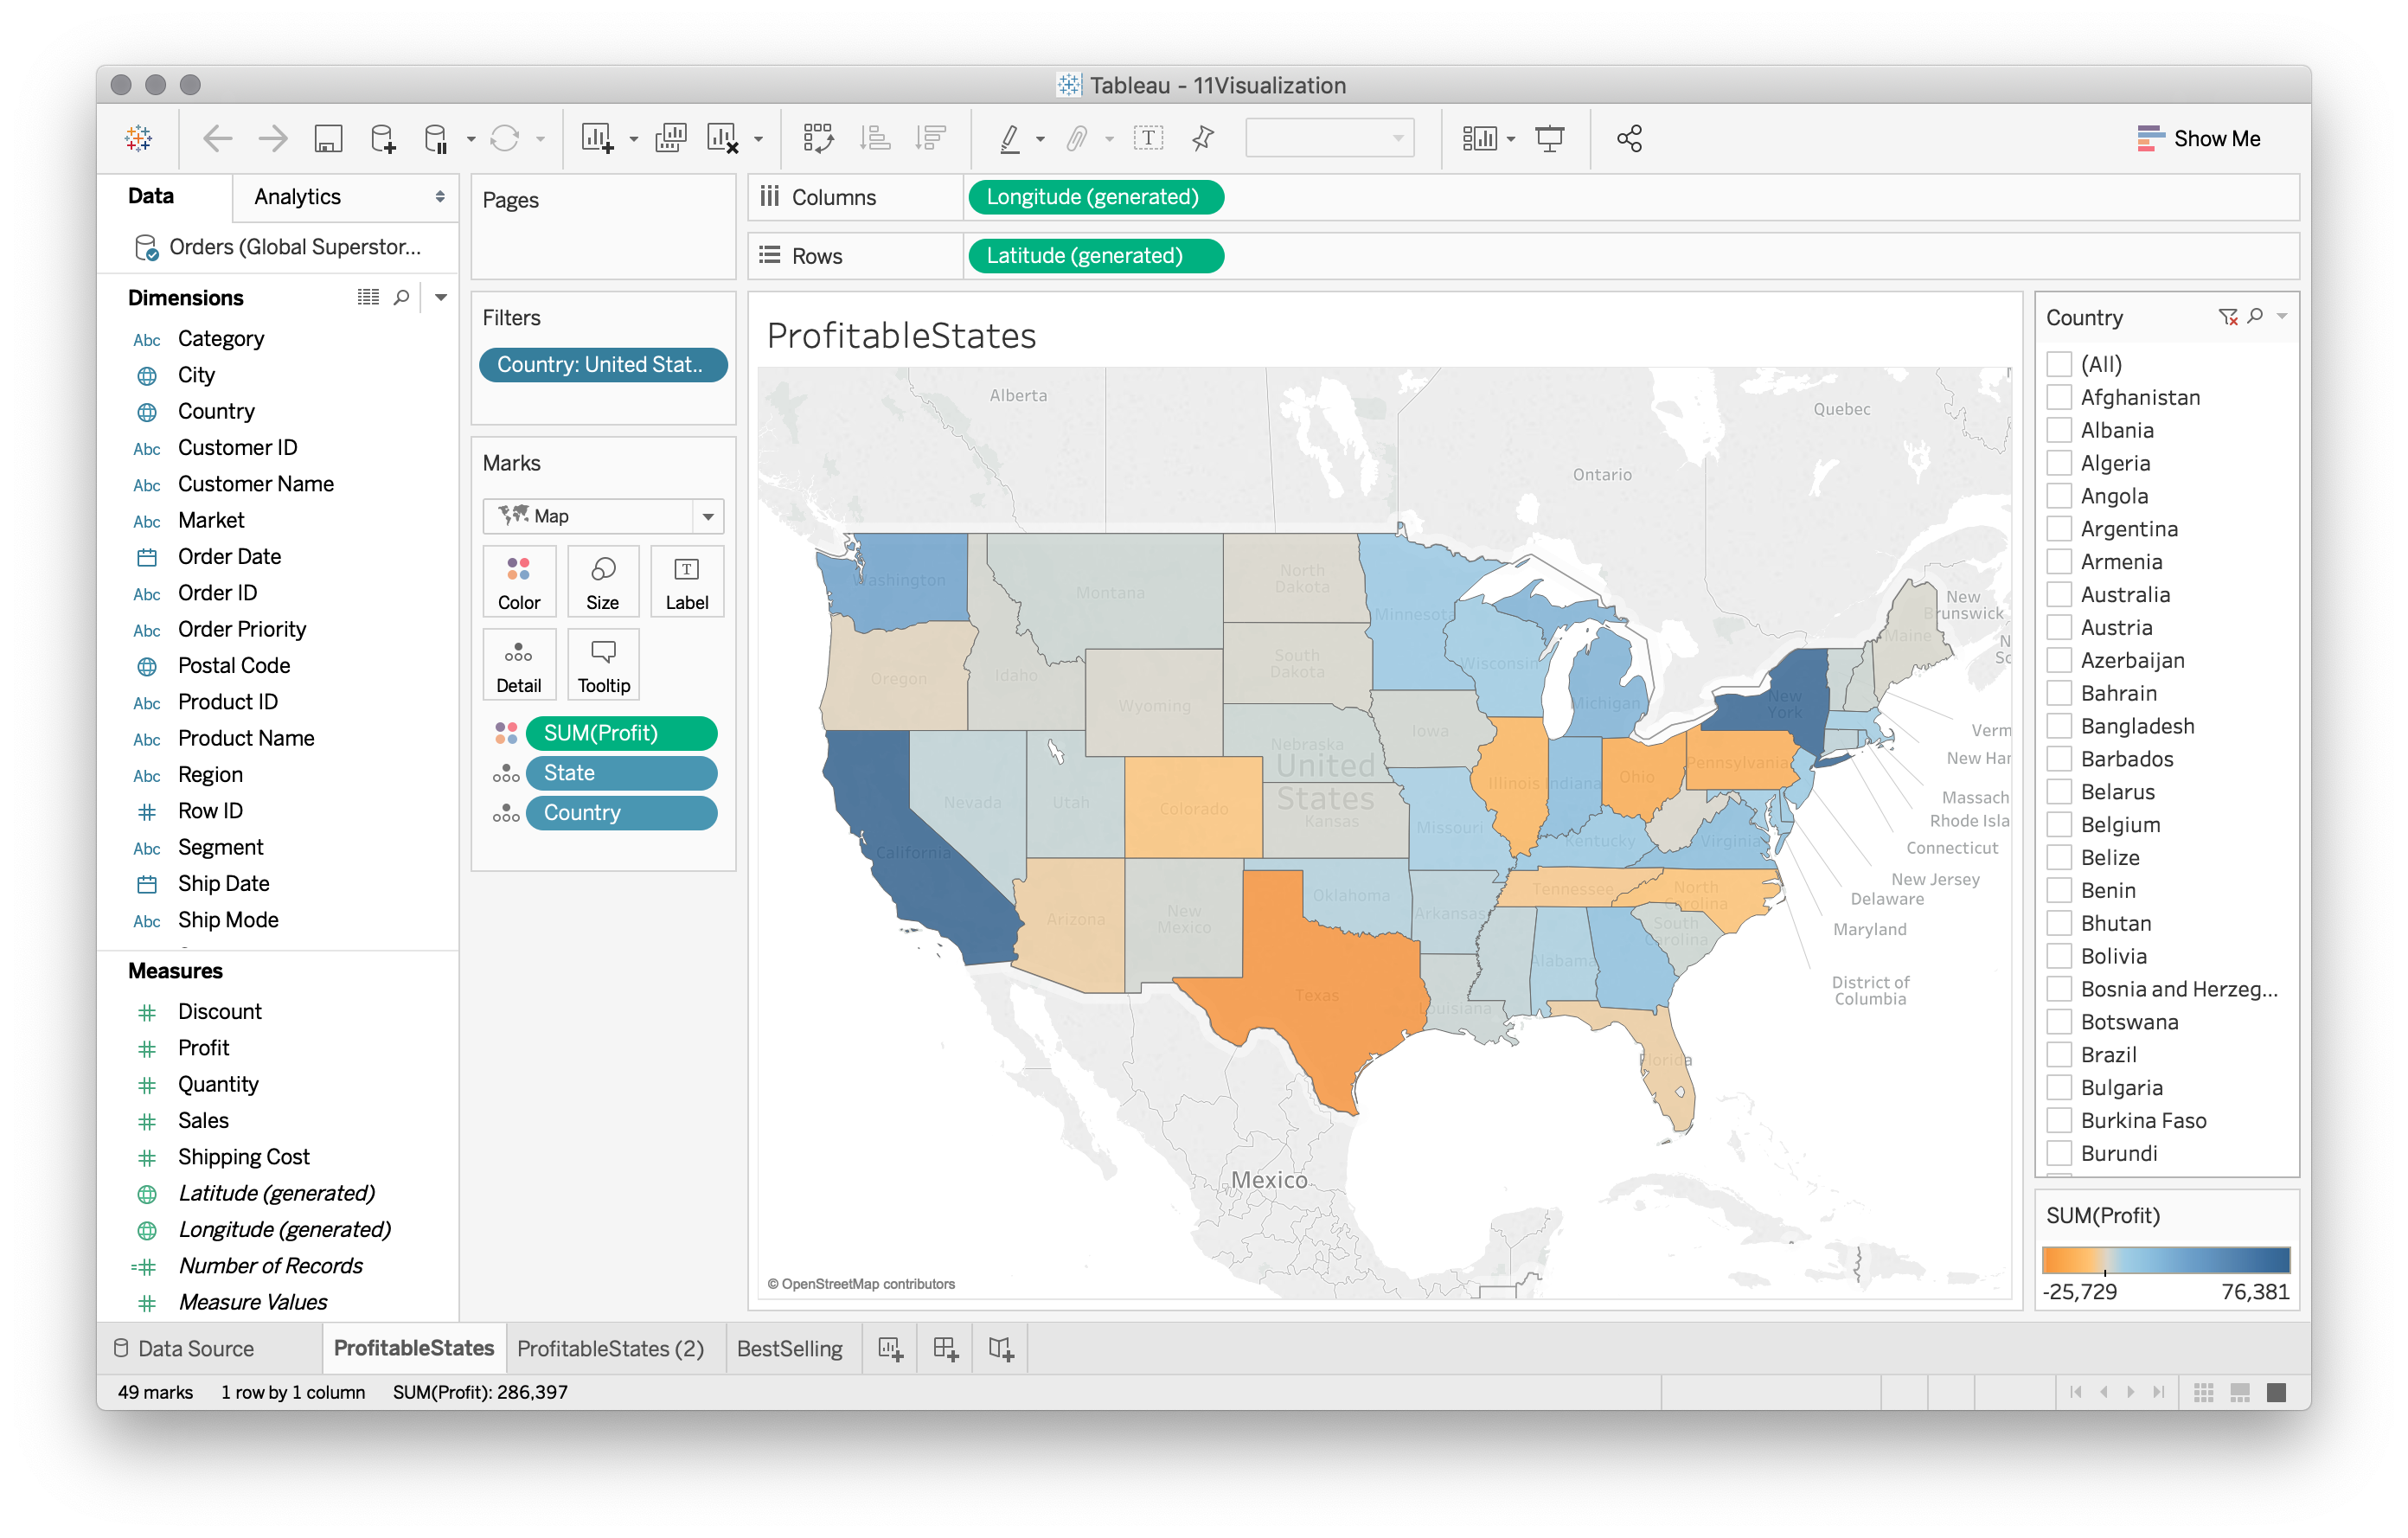 Tableau - 11Visualization
Show Me
Data
Analytics
Orders (Global Superstor...
Dimensions
Abc Category
City
Country
Abc Customer ID
Abc Customer Name
Abc Market
Order Date
Abc Order ID
Abc Order Priority
Postal Code
Abc Product ID
Abc Product Name
Abc Region
Row ID
Abc Segment
Ship Date
Abc Ship Mode
Measures
Discount
Profit
Quantity
Sales
Shipping Cost
Latitude (generated)
Longitude (generated)
Number of Records
Measure Values
Pages
Filters
Country: United Stat..
Marks
Map
Color
Size
Label
Detail
Tooltip
SUM(Profit)
State
Country
Columns
Longitude (generated)
Rows
Latitude (generated)
ProfitableStates
Alberta
Quebec
Ontario
Washington
Montana
North
Dakota
Minnesota
New
Brunswick
Maine
N
Sc
Oregon
Idaho
South
Dakota
Wisconsin
Michigan
New
York
Wyoming
Iowa
Verm
Nebraska
United
States
New Har
Nevada
Utah
Colorado
Kansas
Illinois
Indiana
Ohio
Pennsylvania
Massach
Rhode Isla
Connecticut
California
Missouri
Kentucky
Virginia
New Jersey
Delaware
Arizona
New
Mexico
Oklahoma
Arkansas
Tennessee
North
Carolina
Maryland
South
Carolina
Texas
Louisiana
Alabama
District of
Columbia
Florida
Mexico
© OpenStreetMap contributors
Country
(All)
Afghanistan
Albania
Algeria
Angola
Argentina
Armenia
Australia
Austria
Azerbaijan
Bahrain
Bangladesh
Barbados
Belarus
Belgium
Belize
Benin
Bhutan
Bolivia
Bosnia and Herzeg...
Botswana
Brazil
Bulgaria
Burkina Faso
Burundi
SUM(Profit)
-25,729
76,381
Data Source
ProfitableStates
ProfitableStates (2)
BestSelling
49 marks
1 row by 1 column
SUM(Profit): 286,397